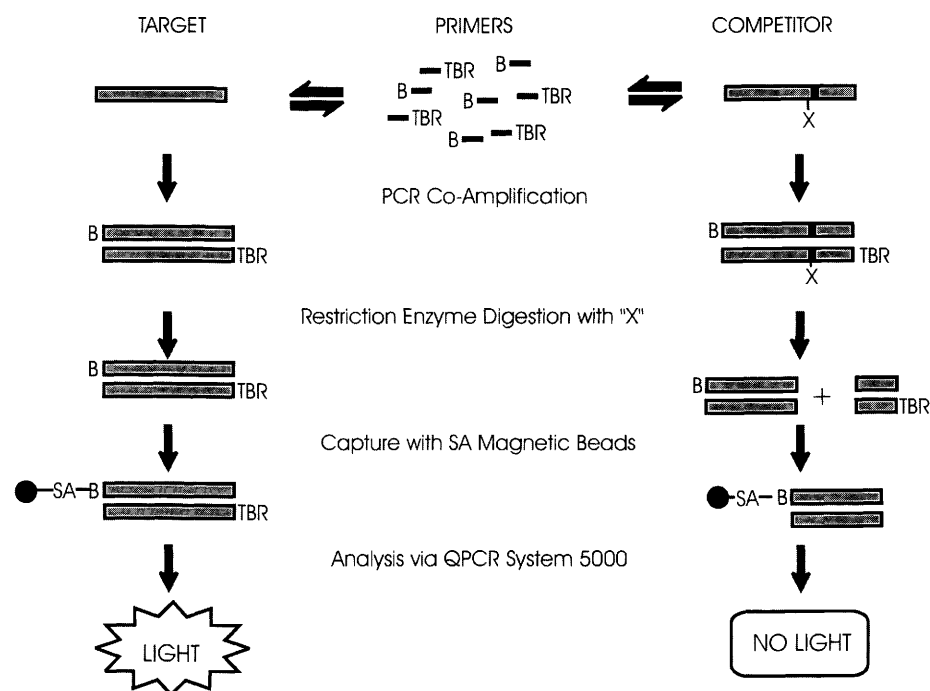 TARGET PRIMERS COMPETITOR
B
TBR
B
TBR
B
TBR
B
TBR
X
PCR Co-Amplification
B
TBR
B
TBR
X
Restriction Enzyme Digestion with "X"
B
TBR
B
+
TBR
Capture with SA Magnetic Beads
SA B
TBR
SA B
Analysis via QPCR System 5000
LIGHT
NO LIGHT